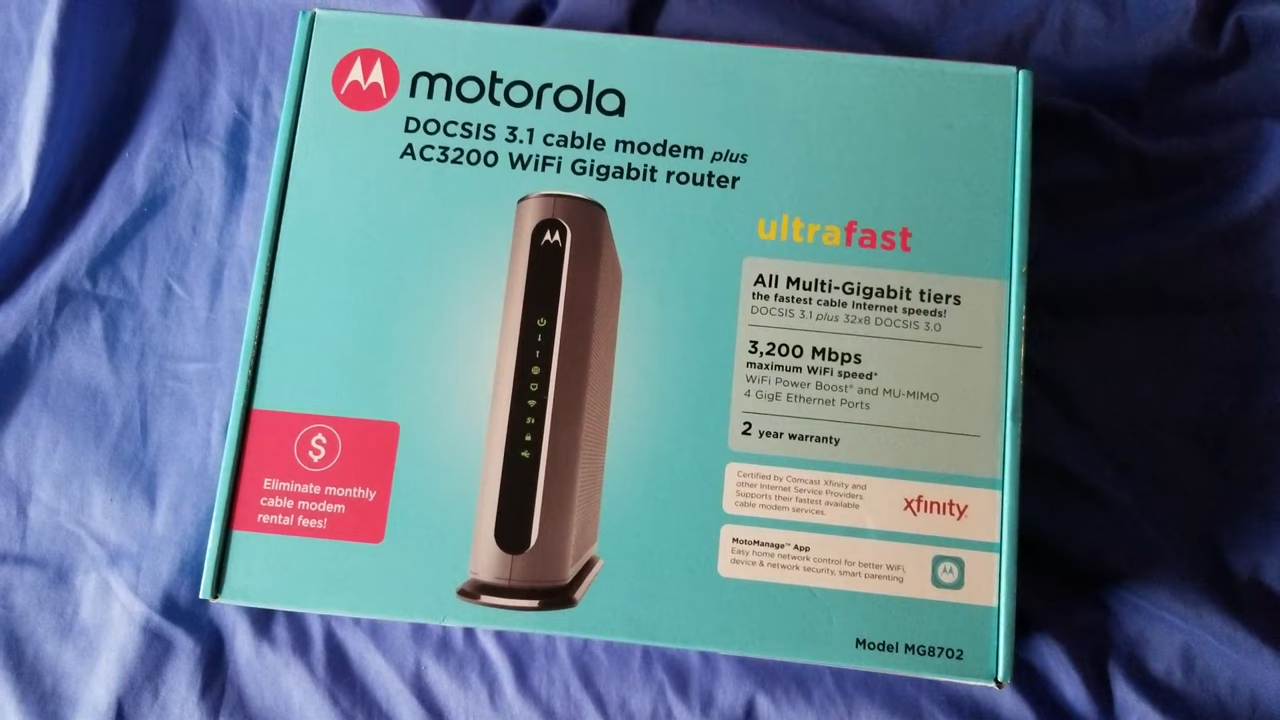 motorola
DOCSIS 3.1 cable modem plus
AC3200 WiFi Gigabit router
ultrafast
All Multi-Gigabit tiers
the fastest cable Internet speeds!
DOCSIS 3.1 plus 32x8 DOCSIS 3.0
3,200 Mbps
maximum WiFi speed*
WiFi Power Boost® and MU-MIMO
4 GigE Ethernet Ports
2 year warranty
Eliminate monthly
cable modem
rental fees!
Certified by Comcast Xfinity and
other Internet Service Providers.
Supports their fastest available
cable modem services.
xfinity
MotoManage™ App
Easy home network control for better WiFi,
device & network security, smart parenting
Model MG8702